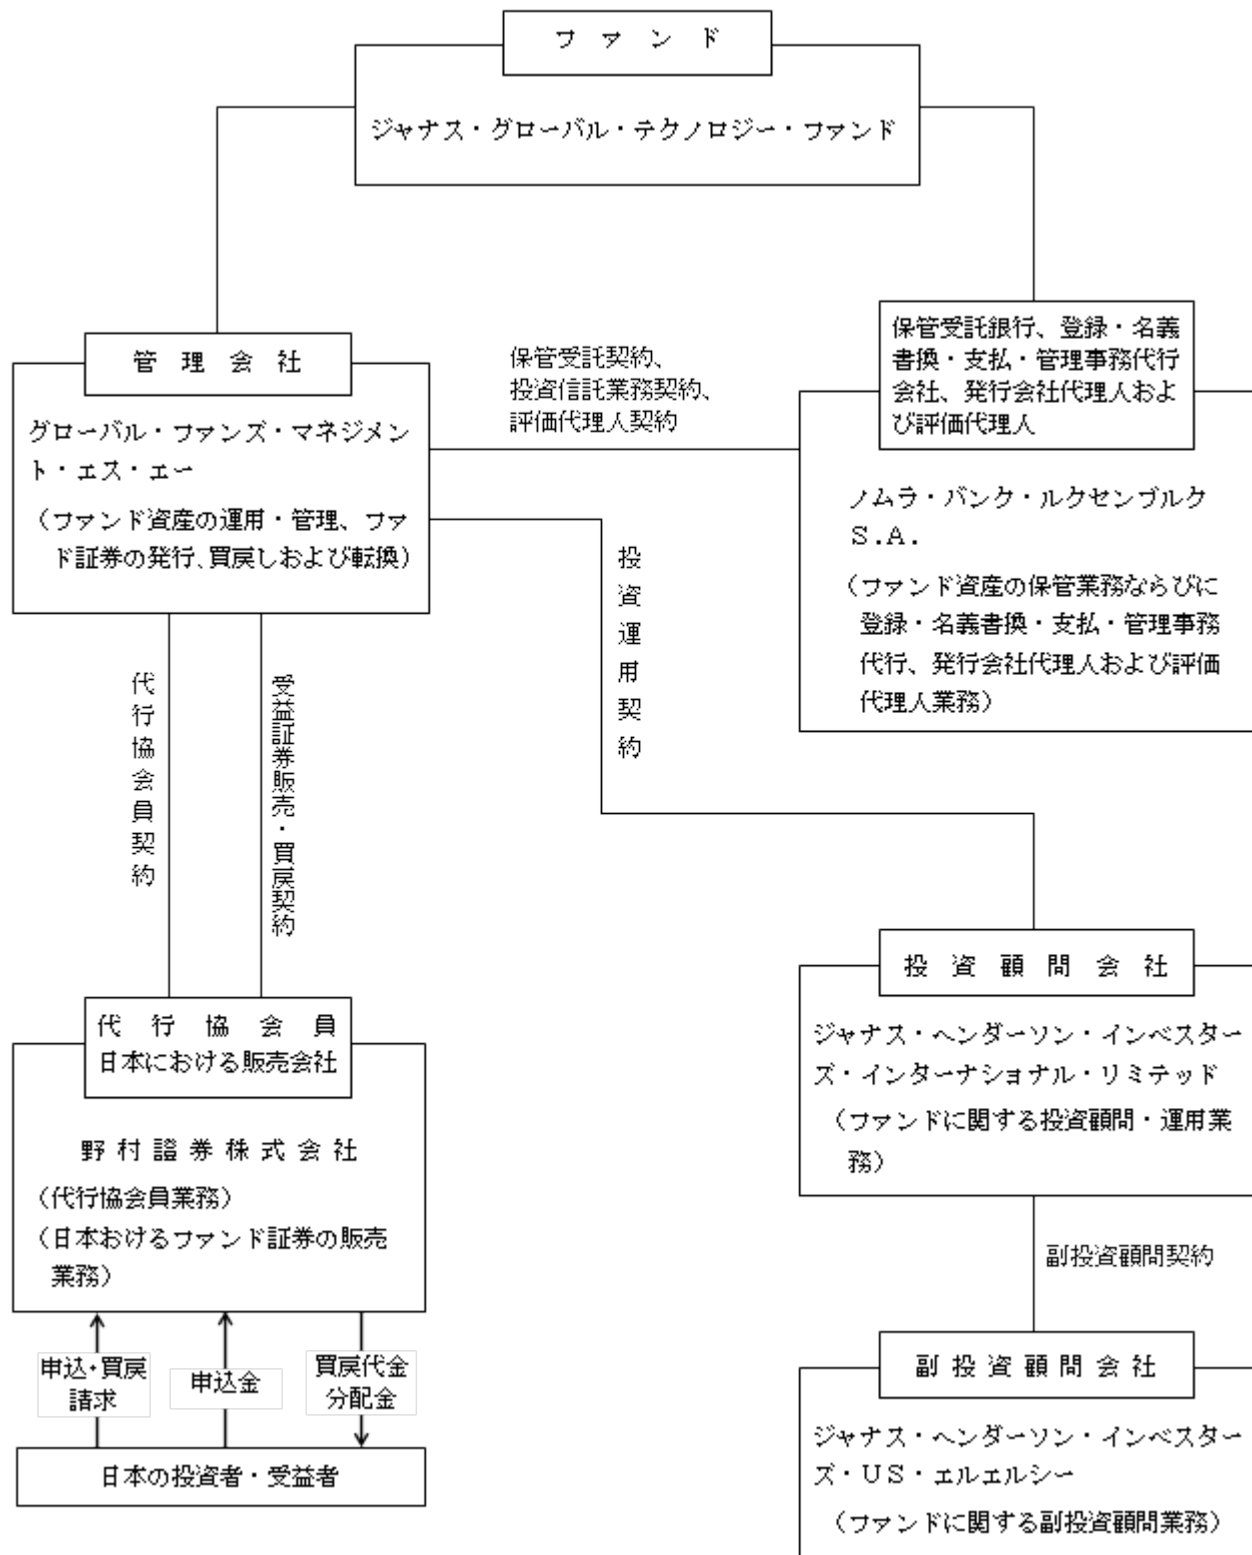 ファンド
ジャナス・グローバル・テクノロジー・ファンド
管理会社
グローバル・ファンズ・マネジメン
ト・エス・エー
(ファンド資産の運用・管理、ファ
ド証券の発行、買戻しおよび転換)
保管受託契約、
投資信託業務契約、
評価代理人契約
保管受託銀行、登録・名義
書換・支払・管理事務代行
会社、発行会社代理人およ
び評価代理人
ノムラ・バンク・ルクセンブルク
S.A.
(ファンド資産の保管業務ならびに
登録・名義書換・支払・管理事務
代行、発行会社代理人および評価
代理人業務)
投資運用契約
代行協会員契約
受益証券販売・買戻契約
代行協会員
日本における販売会社
野村證券株式会社
(代行協会員業務)
(日本おけるファンド証券の販売
業務)
投資顧問会社
ジャナス・ヘンダーソン・インベスター
ズ・インターナショナル・リミテッド
(ファンドに関する投資顧問・運用業
務)
副投資顧問契約
申込・買戻
請求
申込金
買戻代金
分配金
日本の投資者・受益者
副投資顧問会社
ジャナス・ヘンダーソン・インベスター
ズ・US・エルエルシー
(ファンドに関する副投資顧問業務)